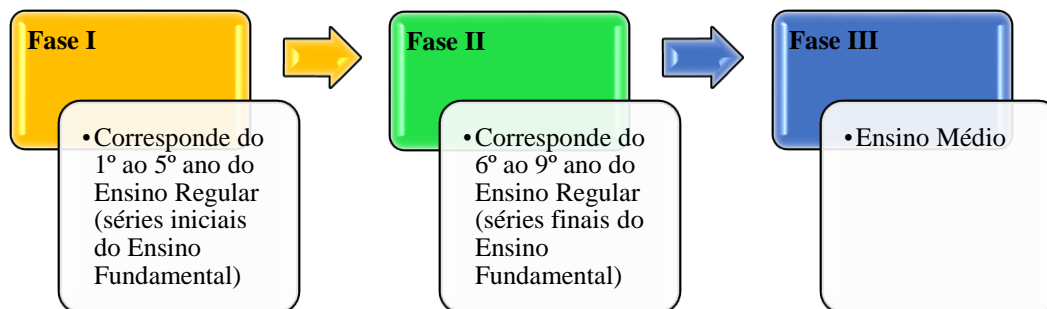 Fase I
•Corresponde do
1º ao 5º ano do
Ensino Regular
(séries iniciais
do Ensino
Fundamental)
Fase II
•Corresponde do
6º ao 9º ano do
Ensino Regular
(séries finais do
Ensino
Fundamental)
Fase III
•Ensino Médio